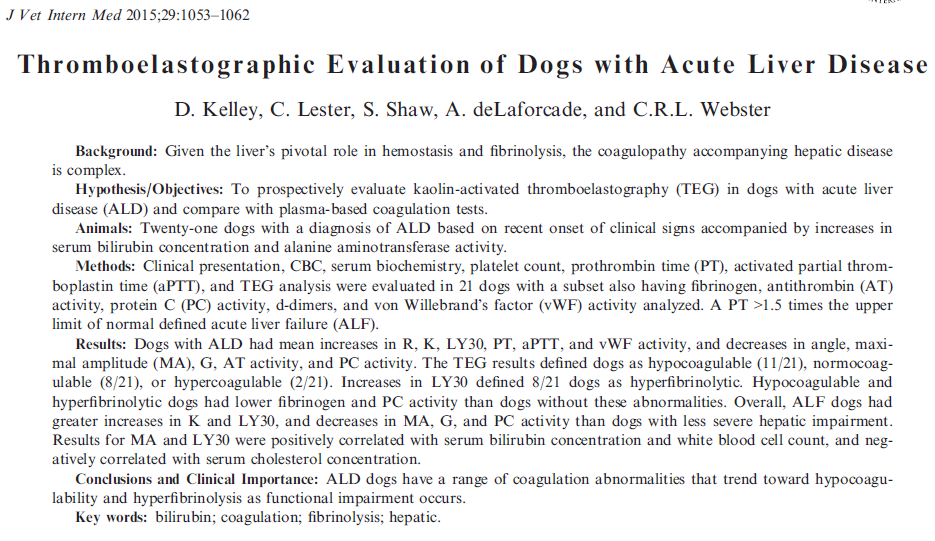 J Vet Intern Med 2015;29:1053–1062
Thromboelastographic Evaluation of Dogs with Acute Liver Disease
D. Kelley, C. Lester, S. Shaw, A. deLaforcade, and C.R.L. Webster
Background: Given the liver's pivotal role in hemostasis and fibrinolysis, the coagulopathy accompanying hepatic disease
is complex.
Hypothesis/Objectives: To prospectively evaluate kaolin-activated thromboelastography (TEG) in dogs with acute liver
disease (ALD) and compare with plasma-based coagulation tests.
Animals: Twenty-one dogs with a diagnosis of ALD based on recent onset of clinical signs accompanied by increases in
serum bilirubin concentration and alanine aminotransferase activity.
Methods: Clinical presentation, CBC, serum biochemistry, platelet count, prothrombin time (PT), activated partial throm-
boplastin time (aPTT), and TEG analysis were evaluated in 21 dogs with a subset also having fibrinogen, antithrombin (AT)
activity, protein C (PC) activity, d-dimers, and von Willebrand's factor (vWF) activity analyzed. A PT >1.5 times the upper
limit of normal defined acute liver failure (ALF).
Results: Dogs with ALD had mean increases in R, K, LY30, PT, aPTT, and vWF activity, and decreases in angle, maxi-
mal amplitude (MA), G, AT activity, and PC activity. The TEG results defined dogs as hypocoagulable (11/21), normocoag-
ulable (8/21), or hypercoagulable (2/21). Increases in LY30 defined 8/21 dogs as hyperfibrinolytic. Hypocoagulable and
hyperfibrinolytic dogs had lower fibrinogen and PC activity than dogs without these abnormalities. Overall, ALF dogs had
greater increases in K and LY30, and decreases in MA, G, and PC activity than dogs with less severe hepatic impairment.
Results for MA and LY30 were positively correlated with serum bilirubin concentration and white blood cell count, and neg-
atively correlated with serum cholesterol concentration.
Conclusions and Clinical Importance: ALD dogs have a range of coagulation abnormalities that trend toward hypocoagu-
lability and hyperfibrinolysis as functional impairment occurs.
Key words: bilirubin; coagulation; fibrinolysis; hepatic.